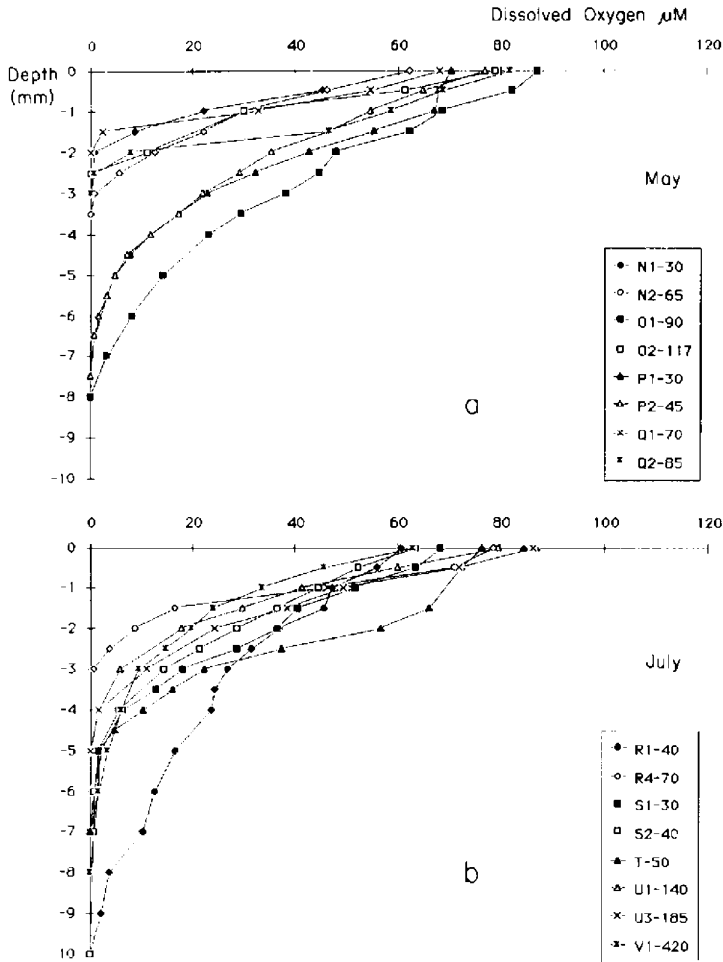 Dissolved Oxygen µM
0 20 40 60 80 100 120
Depth
(mm)
0
-1
-2
-3
-4
-5
-6
-7
-8
-9
-10
May
N1-30
N2-65
O1-90
O2-117
P1-30
P2-45
Q1-70
Q2-85
a
0 20 40 60 80 100 120
0
-1
-2
-3
-4
-5
-6
-7
-8
-9
10
July
R1-40
R4-70
S1-30
S2-40
T-50
U1-140
U3-185
V1-420
b